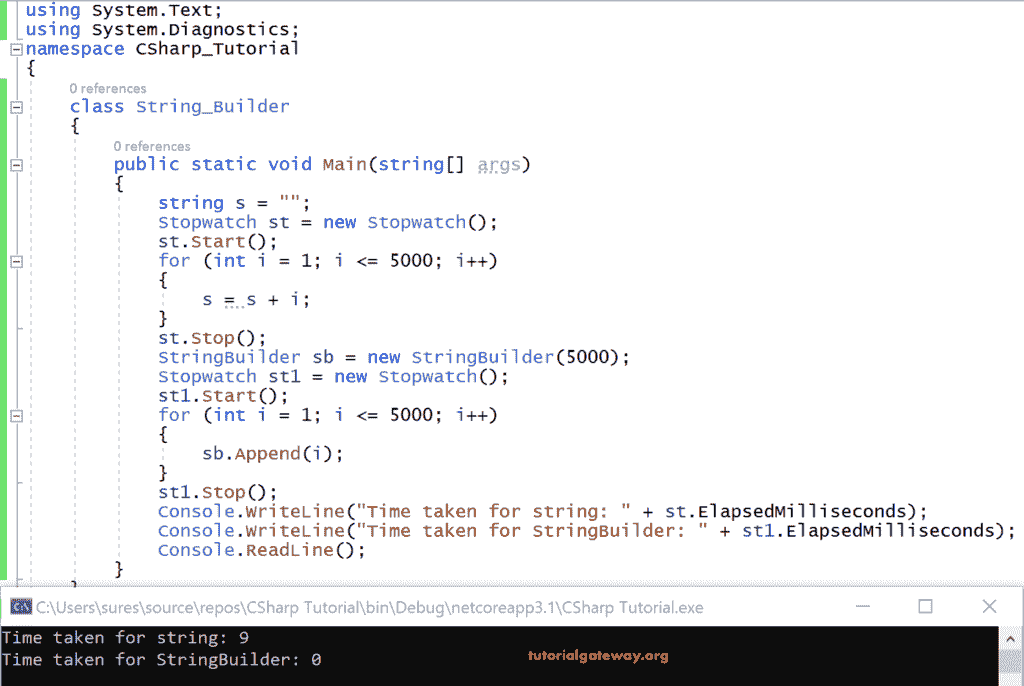 using System.Text;
using System.Diagnostics;
namespace CSharp_Tutorial
{
0 references
class String_Builder
{
0 references
public static void Main(string[] args)
{
string s = "";
Stopwatch st = new Stopwatch();
st.Start();
for (int i = 1; i <= 5000; i++)
{
s = s + i;
}
st.Stop();
StringBuilder sb = new StringBuilder(5000);
Stopwatch st1 = new Stopwatch();
st1.Start();
for (int i = 1; i <= 5000; i++)
{
sb.Append(i);
}
st1.Stop();
Console.WriteLine("Time taken for string: " + st.ElapsedMilliseconds);
Console.WriteLine("Time taken for StringBuilder: " + st1.ElapsedMilliseconds);
Console.ReadLine();
}
C:\Users\sures\source\repos\CSharp Tutorial\bin\Debug\netcoreapp3.1\CSharp Tutorial.exe
Time taken for string: 9
Time taken for StringBuilder: 0
tutorialgateway.org